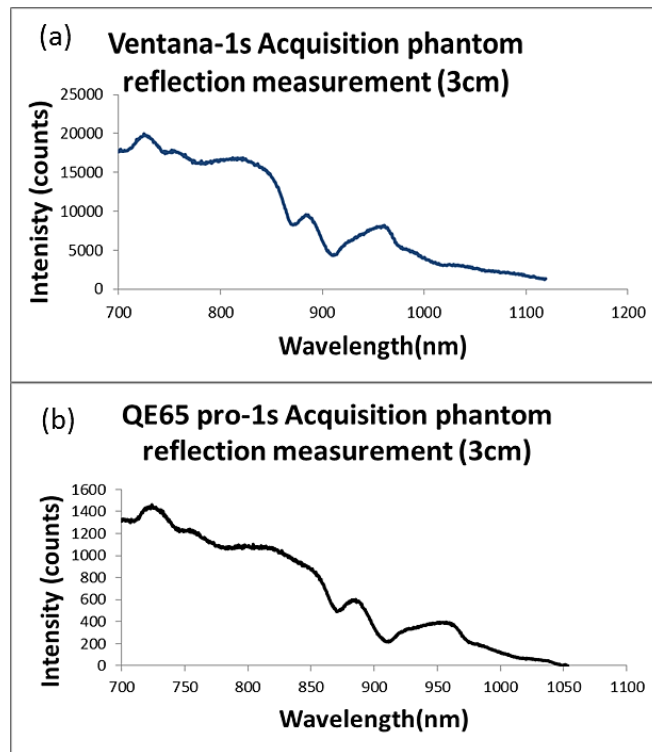 (a)
Ventana-1s Acquisition phantom
reflection measurement (3cm)
Intenisty (counts)
25000
20000
15000
10000
5000
0
700 800 900 1000 1100 1200
Wavelength(nm)
(b)
QE65 pro-1s Acquisition phantom
reflection measurement (3cm)
Intensity (counts)
1600
1400
1200
1000
800
600
400
200
0
700 750 800 850 900 950 1000 1050 1100
Wavelength(nm)